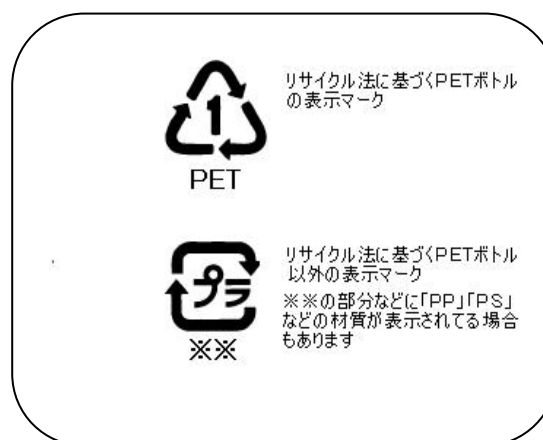 1
PET
リサイクル法に基づくPETボトル
の表示マーク
プラ
※※
リサイクル法に基づくPETボトル
以外の表示マーク
※※の部分などに「PP」「PS」
などの材質が表示されてる場合
もあります